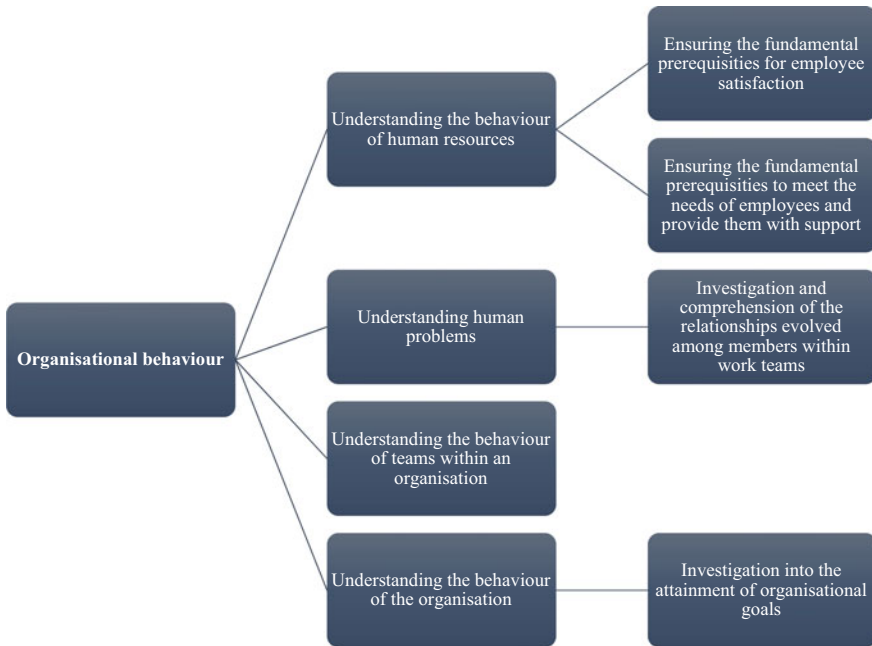 Organisational behaviour
Understanding the behaviour
of human resources
Ensuring the fundamental
prerequisities for employee
satisfaction
Ensuring the fundamental
prerequisities to meet the
needs of employees and
provide them with support
Understanding human
problems
Investigation and
comprehension of the
relationships evolved
among members within
work teams
Understanding the behaviour
of teams within an
organisation
Understanding the behaviour
of the organisation
Investigation into the
attainment of organisational
goals